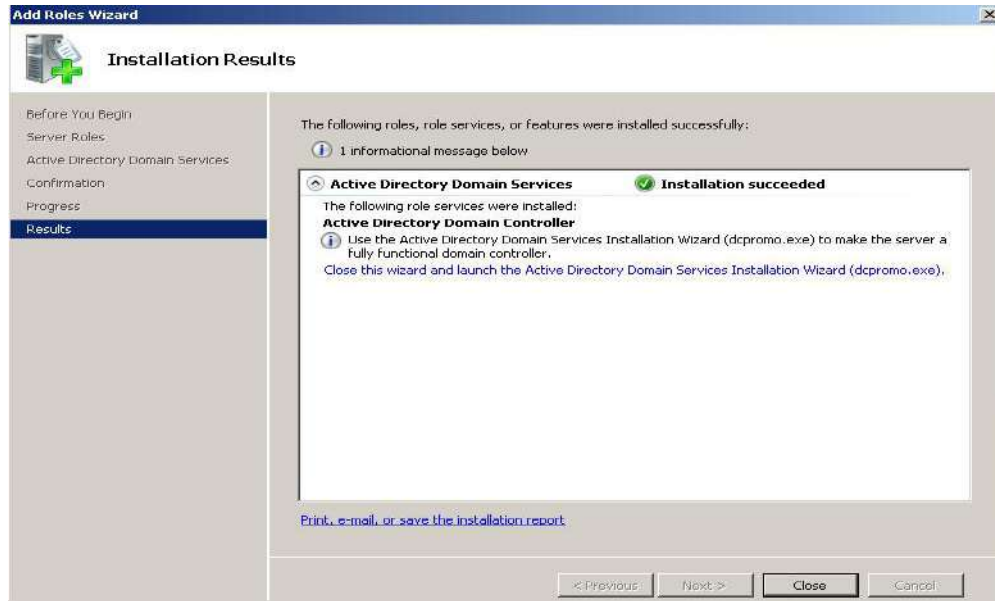 Add Roles Wizard
Installation Results
Before You Begin
Server Roles
Active Directory Domain Services
Confirmation
Progress
Results
The following roles, role services, or features were installed successfully:
1 informational message below
Active Directory Domain Services Installation succeeded
The following role services were installed:
Active Directory Domain Controller
Use the Active Directory Domain Services Installation Wizard (dcpromo.exe) to make the server a
fully functional domain controller.
Close this wizard and launch the Active Directory Domain Services Installation Wizard (dcpromo.exe).
Print, e-mail, or save the installation report
< Previous Next > Close Cancel